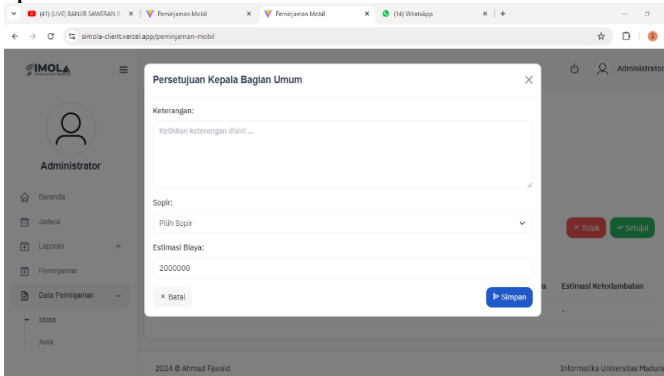 (41) (LIVE) BANJIR SAWERAN
Peminjaman Mobil
Peminjaman Mobil
(14) WhatsApp
simola-client.vercel.app/peminjaman-mobil
IMOLA
Administrator
Persetujuan Kepala Bagian Umum
Keterangan:
Ketikkan keterangan disini ...
Administrator
Sopir:
Beranda
Pilih Sopir
Jadwal
× Tolak
Setujui
Laporan
Estimasi Biaya:
2000000
Peminjaman
Data Peminjaman
Estimasi Keterlambatan
× Batal
Simpan
Mobil
-
Aula
2024 © Ahmad Fawaid
Informatika Universitas Madura